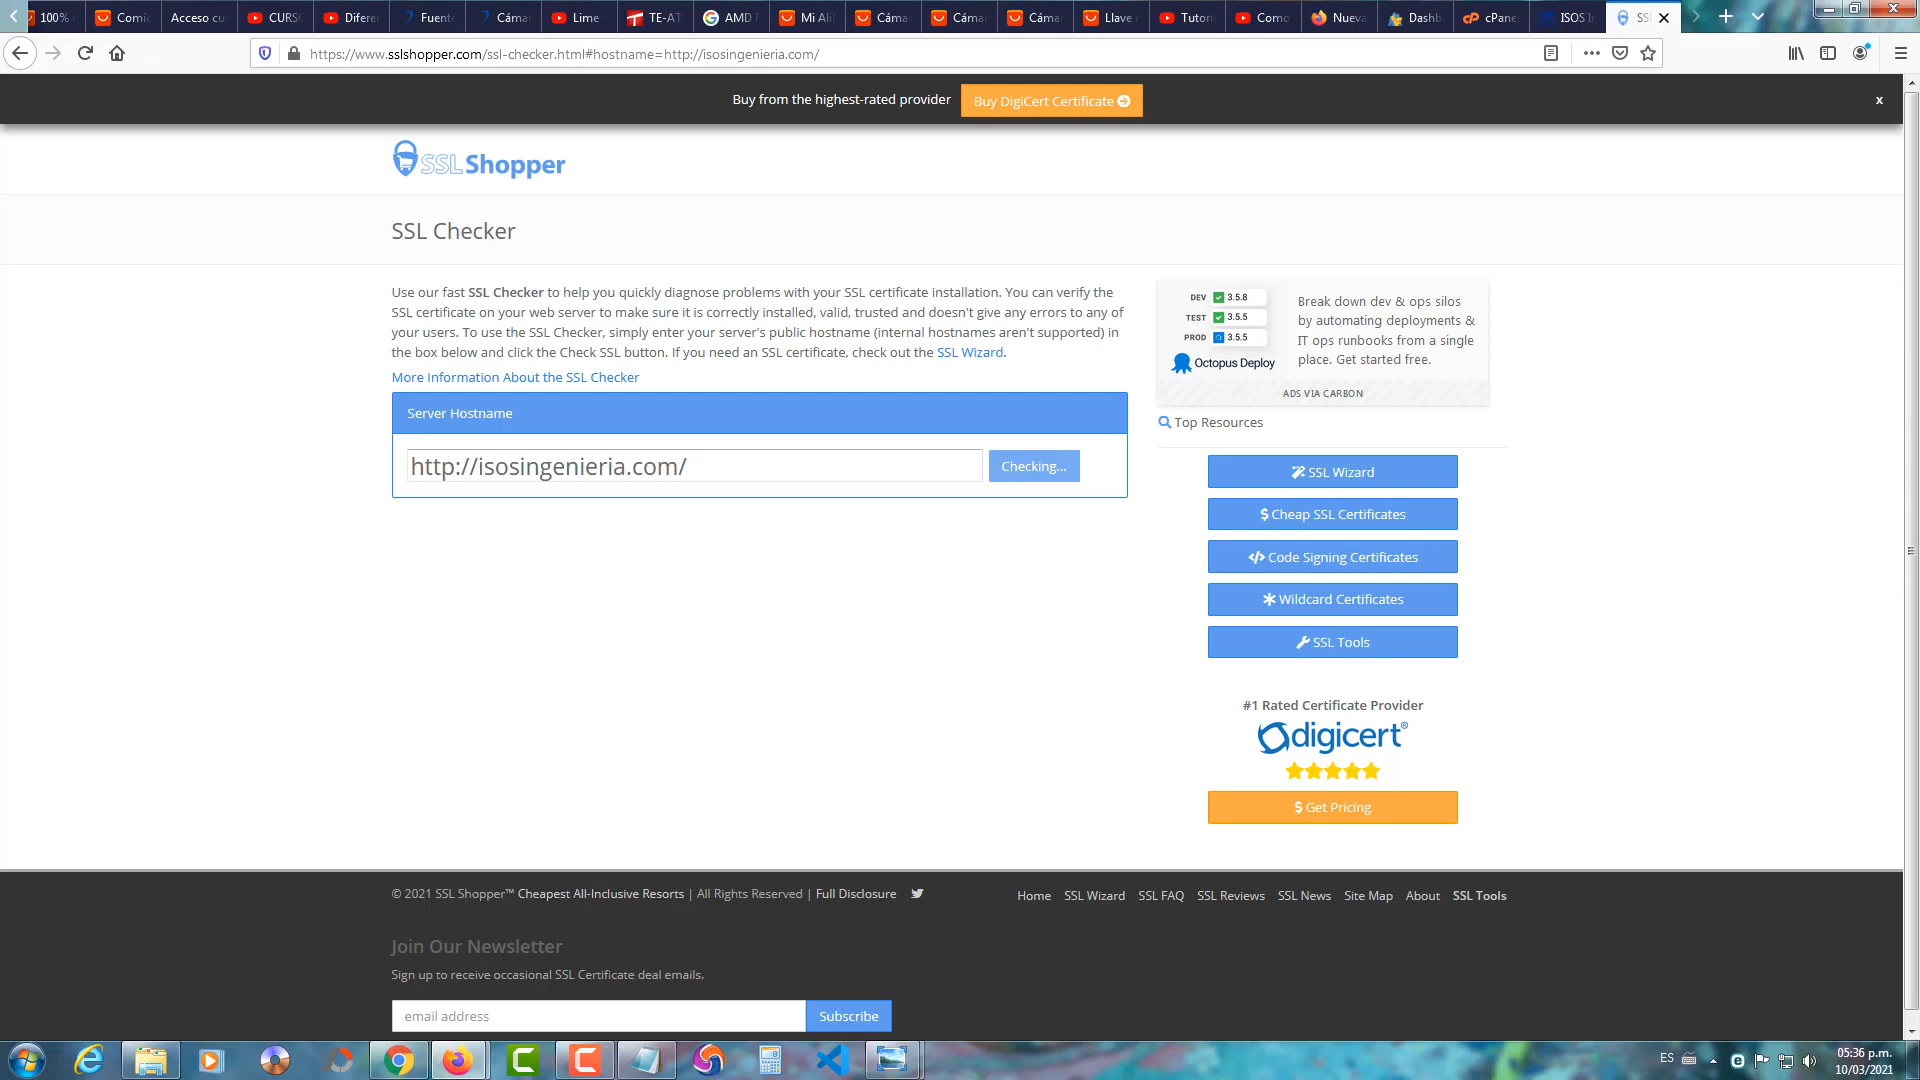 100%
Comic
Acceso cu
CURS
Difere
Fuent
Cáma
Lime -
TE-AT
AMD
Mi Ali
Cáma
Cáma
Cáma
Llave
Tutori
Como
Nueva
Dashb
cPane
ISOS I
SS
https://www.sslshopper.com/ssl-checker.html#hostname=http://isosingenieria.com/
Buy from the highest-rated provider
Buy DigiCert Certificate
x
SSLShopper
SSL Checker
Use our fast SSL Checker to help you quickly diagnose problems with your SSL certificate installation. You can verify the
SSL certificate on your web server to make sure it is correctly installed, valid, trusted and doesn't give any errors to any of
your users. To use the SSL Checker, simply enter your server's public hostname (internal hostnames aren't supported) in
the box below and click the Check SSL button. If you need an SSL certificate, check out the SSL Wizard.
More Information About the SSL Checker
Server Hostname
http://isosingenieria.com/
Checking...
DEV 3.5.8
TEST 3.5.5
PROD 3.5.5
Octopus Deploy
Break down dev & ops silos
by automating deployments &
IT ops runbooks from a single
place. Get started free.
ADS VIA CARBON
Top Resources
SSL Wizard
Cheap SSL Certificates
Code Signing Certificates
Wildcard Certificates
SSL Tools
#1 Rated Certificate Provider
digicert®
Get Pricing
© 2021 SSL Shopper™ Cheapest All-Inclusive Resorts | All Rights Reserved | Full Disclosure
Home SSL Wizard SSL FAQ SSL Reviews SSL News Site Map About SSL Tools
Join Our Newsletter
Sign up to receive occasional SSL Certificate deal emails.
email address
Subscribe
ES
05:36 p.m.
10/03/2021